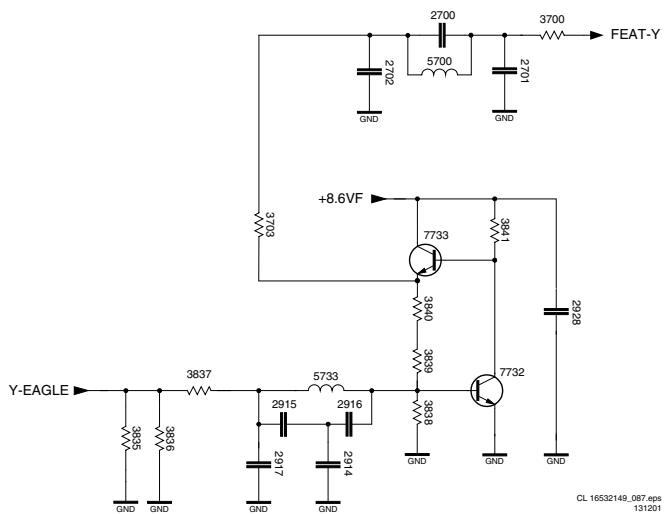 2700
3700
FEAT-Y
5700
2702
2701
GND
GND
+8.6VF
3703
7733
3841
3840
2928
3839
Y-EAGLE
3837
5733
7732
2915
2916
3838
3835
3836
2917
2914
GND
GND
GND
GND
GND
GND
GND
CL 16532149_087.eps
131201